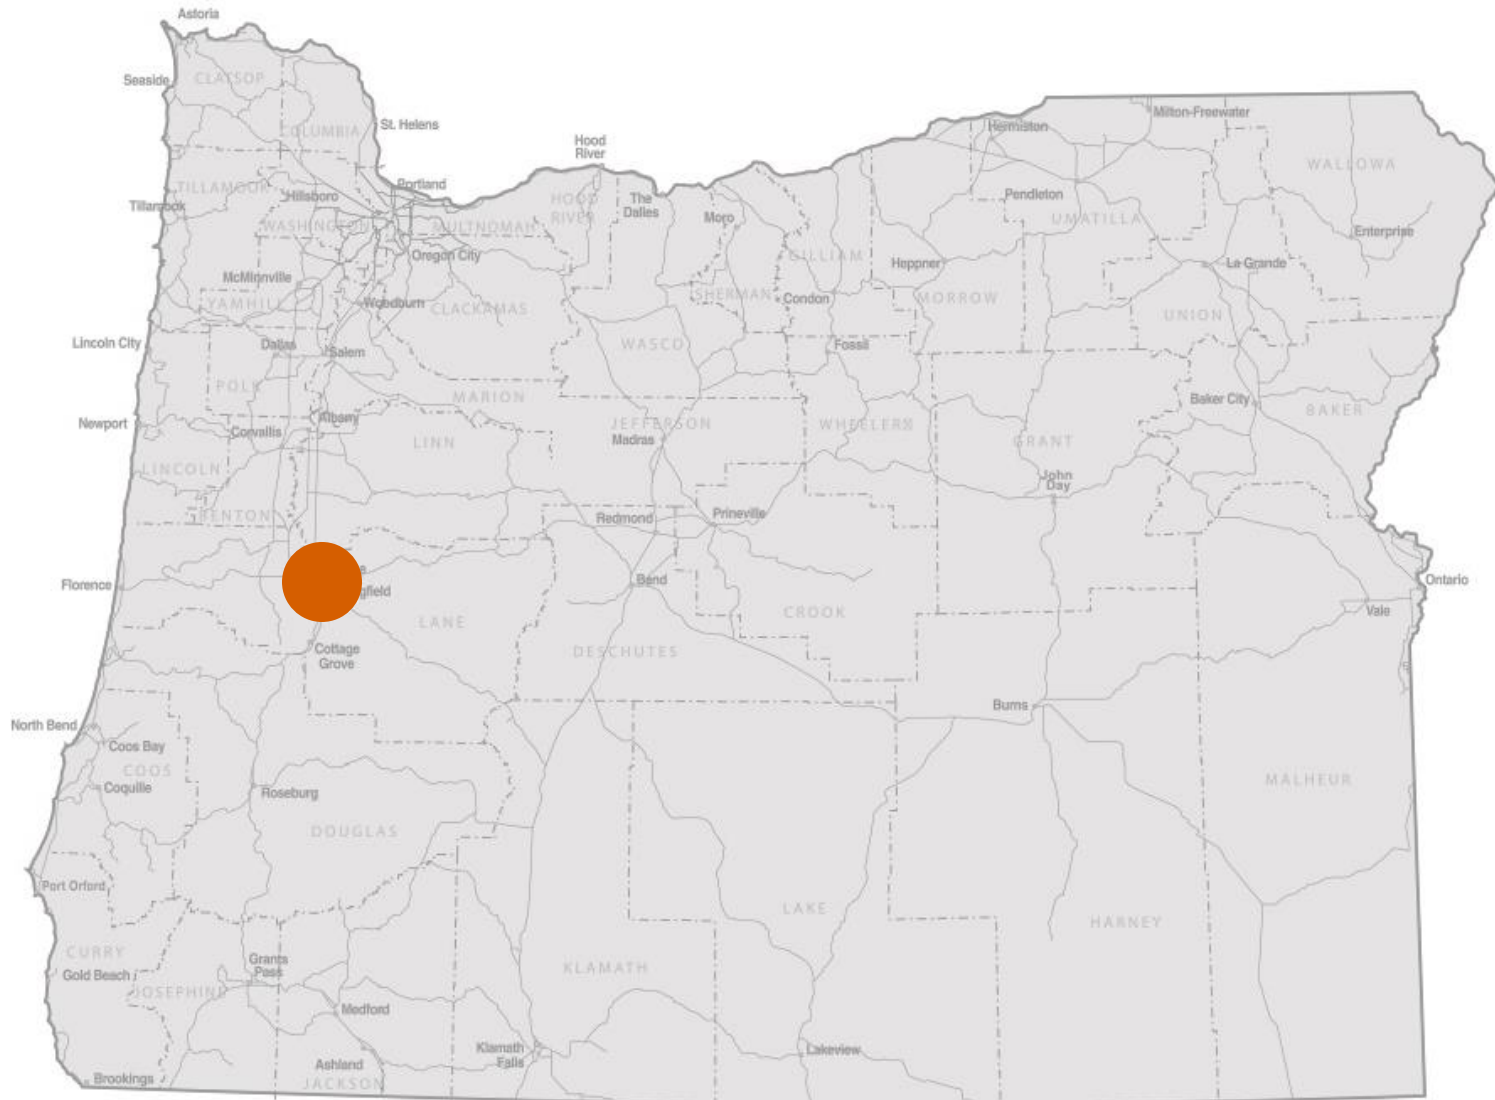 Astoria
Seaside
CLATSOP
COLUMBIA
St. Helens
Hood
River
Milton-Freewater
Hermiston
WALLOWA
TILLAMOOK
Hillsboro
Portland
HOOD
RIVER
The
Dalles
Pendleton
Tillamook
WASHINGTON
MULTNOMAH
Moro
UMATILLA
Enterprise
Oregon City
GILLIAM
Heppner
La Grande
McMinnville
YAMHILL
Woodburn
CLACKAMAS
SHERMAN
Condon
MORROW
UNION
Lincoln City
Dallas
Salem
WASCO
Fossil
POLK
MARION
Baker City
BAKER
Newport
Albany
Corvallis
LINN
JEFFERSON
Madras
WHEELER
GRANT
LINCOLN
John
Day
BENTON
Redmond
Prineville
Florence
gfield
Bend
Ontario
LANE
CROOK
Vale
Cottage
Grove
DESCHUTES
North Bend
Burns
Coos Bay
COOS
Coquille
Roseburg
MALHEUR
DOUGLAS
Port Orford
LAKE
HARNEY
CURRY
Gold Beach
Grants
Pass
KLAMATH
JOSEPHINE
Medford
Klamath
Falls
Lakeview
Ashland
JACKSON
Brookings